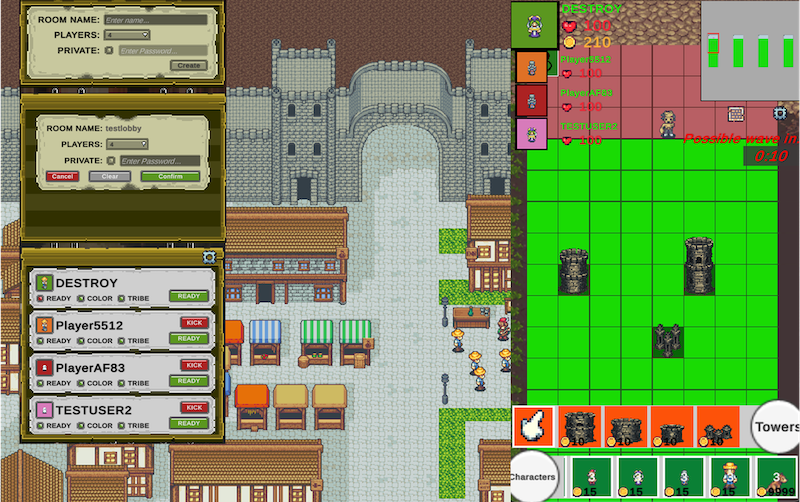 ROOM NAME: Enter name...
PLAYERS: 4
PRIVATE: Enter Password...
Create
ROOM NAME: testlobby
PLAYERS: 4
PRIVATE: Enter Password...
Cancel Clear Confirm
DESTROY
READY COLOR TRIBE READY
Player5512 KICK
READY COLOR TRIBE READY
PlayerAF83 KICK
READY COLOR TRIBE READY
TESTUSER2 KICK
READY COLOR TRIBE READY
DESTROY
100
210
Player5512
100
PlayerAF83
100
TESTUSER2
100
Possible wave in:
0:10
10 10 10 10
Towers
Characters
15 15 15 15 9999